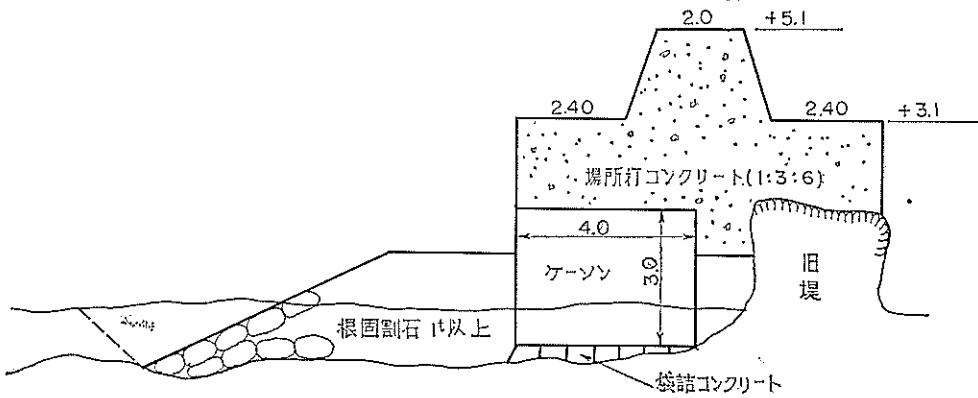 2.0
+5.1
2.40
2.40
+3.1
場所打コンクリート(1:3:6)
4.0
ケーソン
3.0
旧堤
根固割石 1t以上
袋詰コンクリート